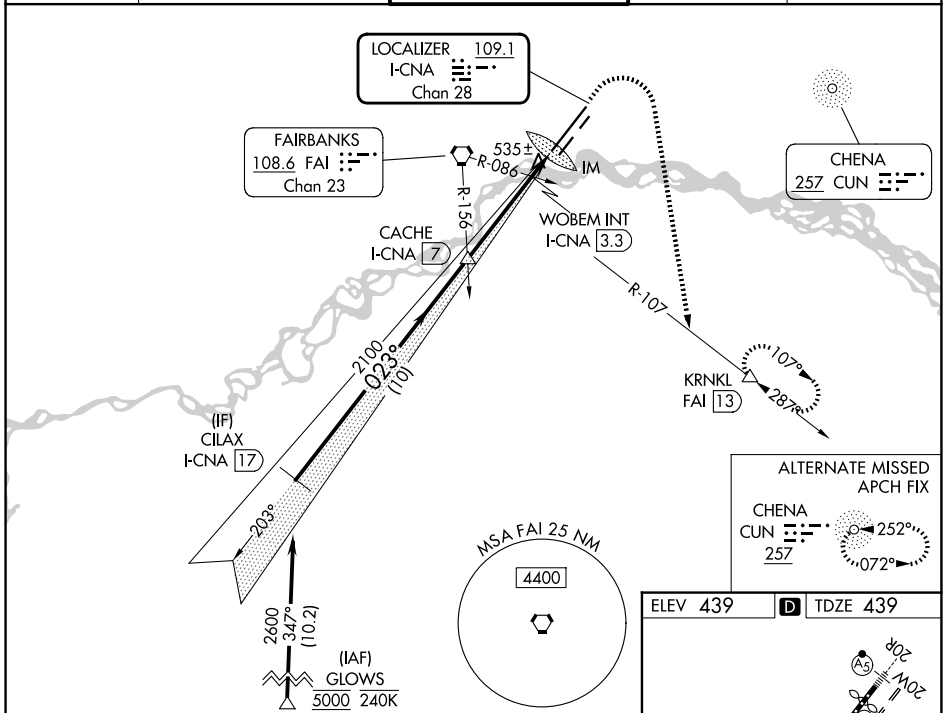 LOCALIZER 109.1
I-CNA
Chan 28
FAIRBANKS
108.6 FAI
Chan 23
535±
R-086
IM
R-156
CHENA
257 CUN
CACHE
I-CNA 7
WOBEM INT
I-CNA 3.3
R-107
2100
023°
(10)
KRNKL
FAI 13
107°
287°
(IF)
CILAX
I-CNA 17
203°
ALTERNATE MISSED
APCH FIX
CHENA
CUN
257
252°
072°
MSA FAI 25 NM
4400
2600
347°
(10.2)
(IAF)
GLOWS
5000 240K
ELEV 439
D
TDZE 439
A5
20R
20W